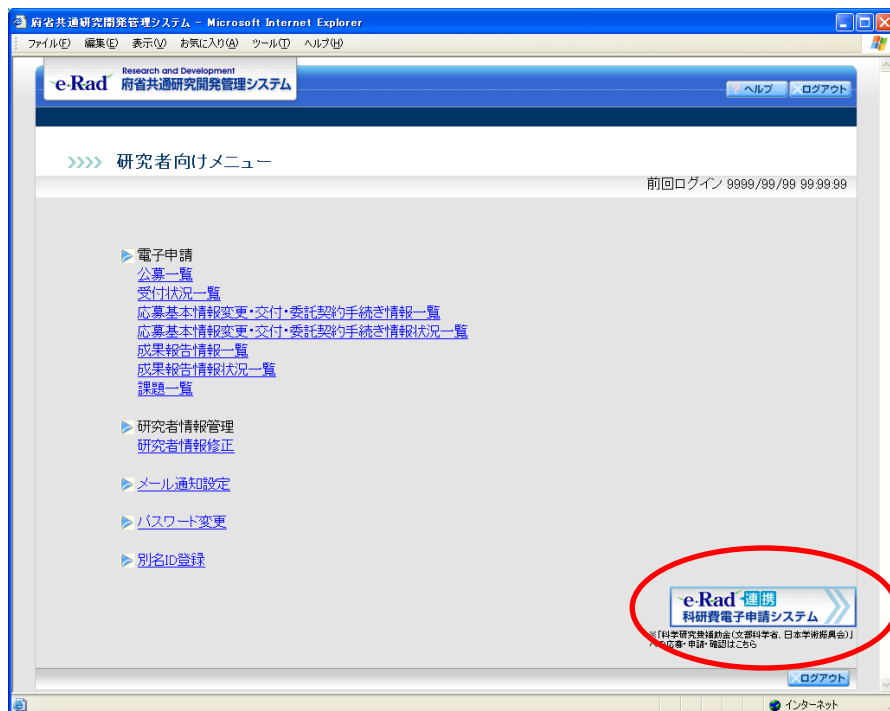 府省共通研究開発管理システム - Microsoft Internet Explorer
ファイル(F) 編集(E) 表示(V) お気に入り(A) ツール(T) ヘルプ(H)
e-Rad Research and Development
府省共通研究開発管理システム
? ヘルプ ログアウト
>>>> 研究者向けメニュー
前回ログイン 9999/99/99 99:99:99
電子申請
公募一覧
受付状況一覧
応募基本情報変更・交付・委託契約手続き情報一覧
応募基本情報変更・交付・委託契約手続き情報状況一覧
成果報告情報一覧
成果報告情報状況一覧
課題一覧
研究者情報管理
研究者情報修正
メール通知設定
パスワード変更
別名ID登録
e-Rad 連携
科研費電子申請システム
※「科学研究費補助金(文部科学省、日本学術振興会)」
への応募・申請・確認はこちら
ログアウト
インターネット